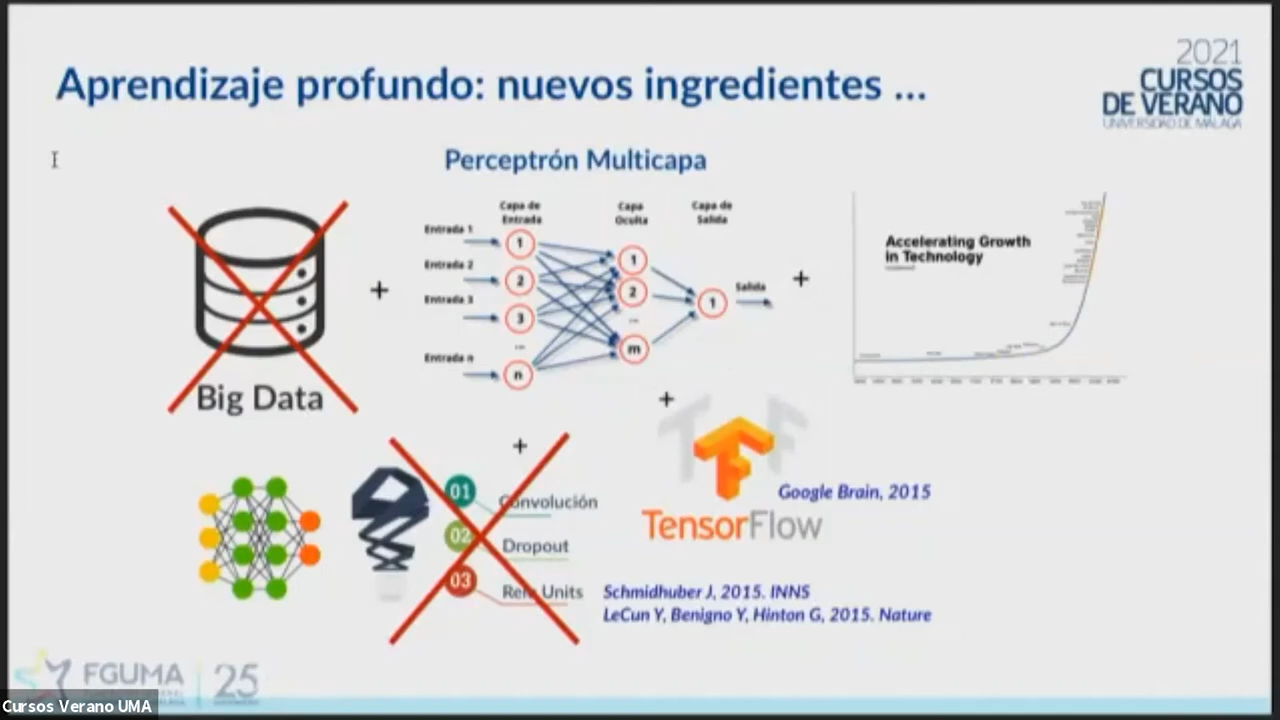 Aprendizaje profundo: nuevos ingredientes ...
2021
CURSOS
DE VERANO
UNIVERSIDAD DE MÁLAGA
Perceptrón Multicapa
Capa de
Entrada
Capa
Oculta
Capa de
Salida
Entrada 1
Entrada 2
Entrada 3
Entrada n
1
2
3
...
n
1
2
...
m
1
Salida
+
+
Accelerating Growth
in Technology
Big Data
+
+
01
Convolución
02
Dropout
03
Relu Units
TensorFlow
Google Brain, 2015
Schmidhuber J, 2015. INNS
LeCun Y, Benigno Y, Hinton G, 2015. Nature
FGUMA
25
Cursos Verano UMA